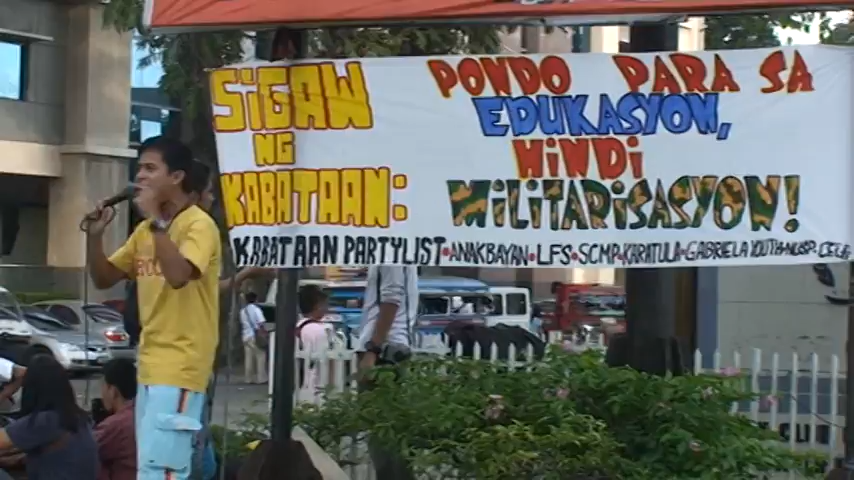 SIGAW
NG
KABATAAN:
PONDO PARA SA
EDUKASYON,
HINDI
MILITARISASYON!
KABATAAN PARTYLIST•ANAKBAYAN•LFS•SCMP•KARATULA•GABRIELA YOUTH•NUSP•CEGP